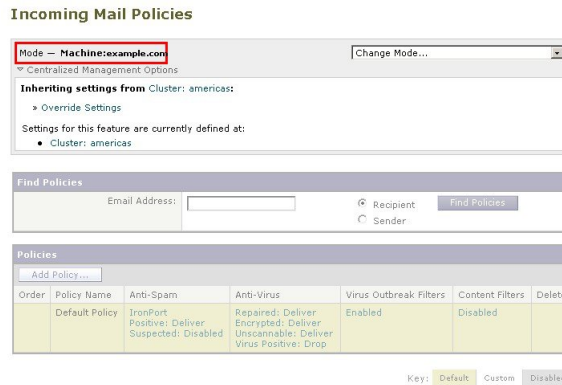 Incoming Mail Policies
Mode — Machine:example.com
Change Mode...
Centralized Management Options
Inheriting settings from Cluster: americas:
» Override Settings
Settings for this feature are currently defined at:
• Cluster: americas
Find Policies
Email Address:
Recipient
Sender
Find Policies
Policies
Add Policy...
Order Policy Name Anti-Spam Anti-Virus Virus Outbreak Filters Content Filters Delete
Default Policy IronPort Repaired: Deliver Enabled Disabled
Positive: Deliver Encrypted: Deliver
Suspected: Disabled Unscannable: Deliver
Virus Positive: Drop
Key: Default Custom Disabled